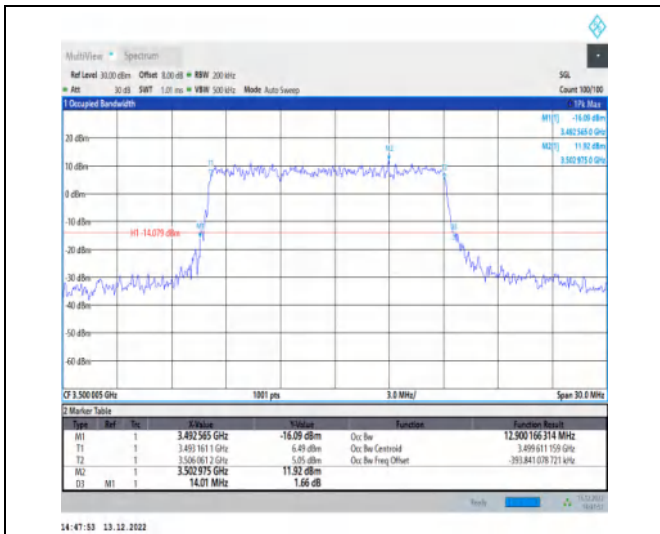 MultiView Spectrum
Ref Level 30.00 dBm Offset 8.00 dB RBW 200 kHz SGL
Att 30 dB SWT 1.01 ms VBW 500 kHz Mode Auto Sweep Count 100/100
1 Occupied Bandwidth 1Pk Max
M1[1] -16.09 dBm
3.492 565 0 GHz
M2[1] 11.92 dBm
3.502 975 0 GHz
20 dBm
M2
10 dBm
T1
0 dBm
-10 dBm
M1
H1 -14.079 dBm
-20 dBm
-30 dBm
-40 dBm
-50 dBm
-60 dBm
CF 3.500 005 GHz 1001 pts 3.0 MHz/ Span 30.0 MHz
2 Marker Table
Type Ref Trc X-Value Y-Value Function Function Result
M1 1 3.492 565 GHz -16.09 dBm Occ Bw 12.900 166 314 MHz
T1 1 3.493 161 1 GHz 6.49 dBm Occ Bw Centroid 3.499 611 159 GHz
T2 1 3.506 061 2 GHz 5.05 dBm Occ Bw Freq Offset -393.841 078 721 kHz
M2 1 3.502 975 GHz 11.92 dBm
D3 M1 1 14.01 MHz 1.66 dB
Ready
14:47:53 13.12.2022